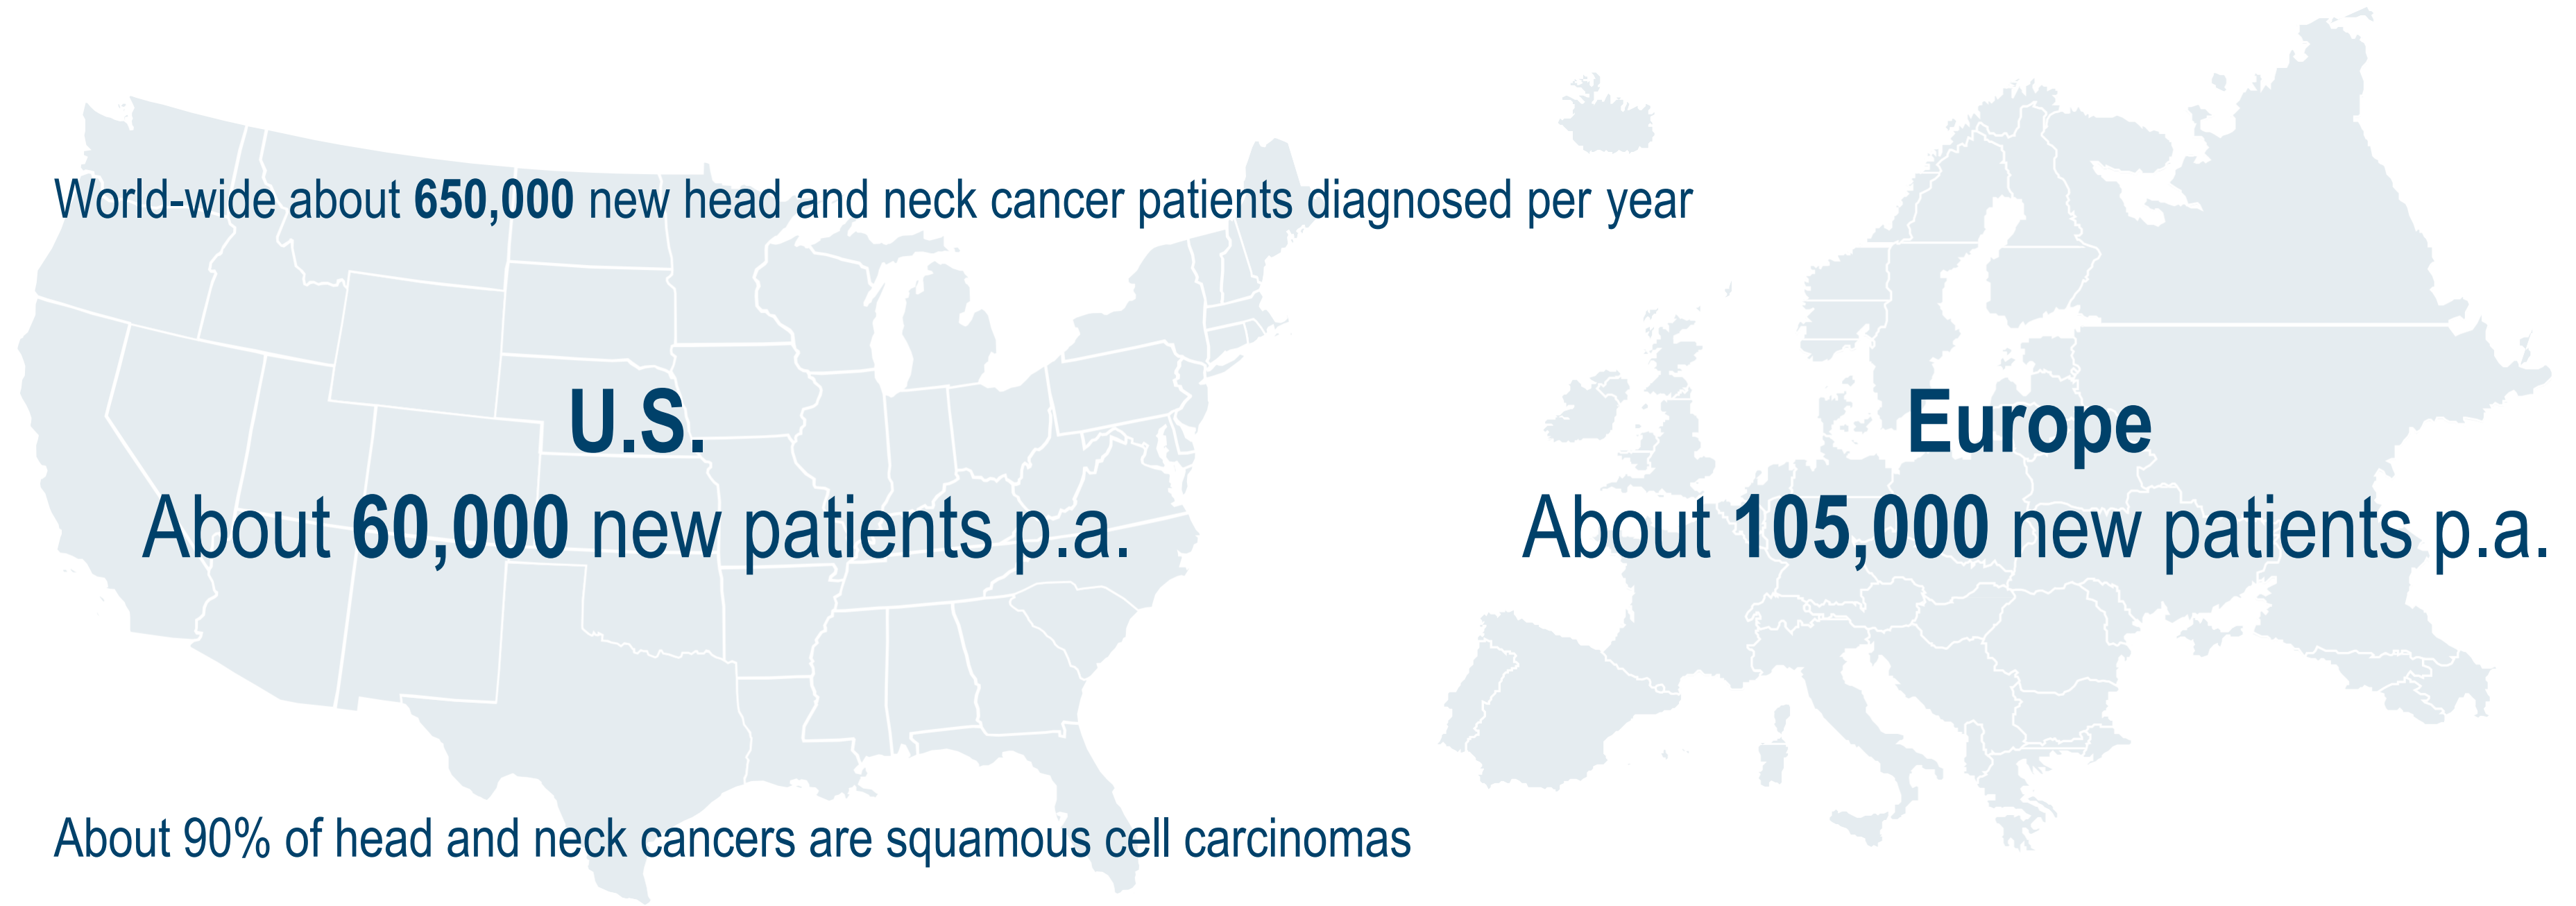 World-wide about 650,000 new head and neck cancer patients diagnosed per year
U.S.
About 60,000 new patients p.a.
Europe
About 105,000 new patients p.a.
About 90% of head and neck cancers are squamous cell carcinomas